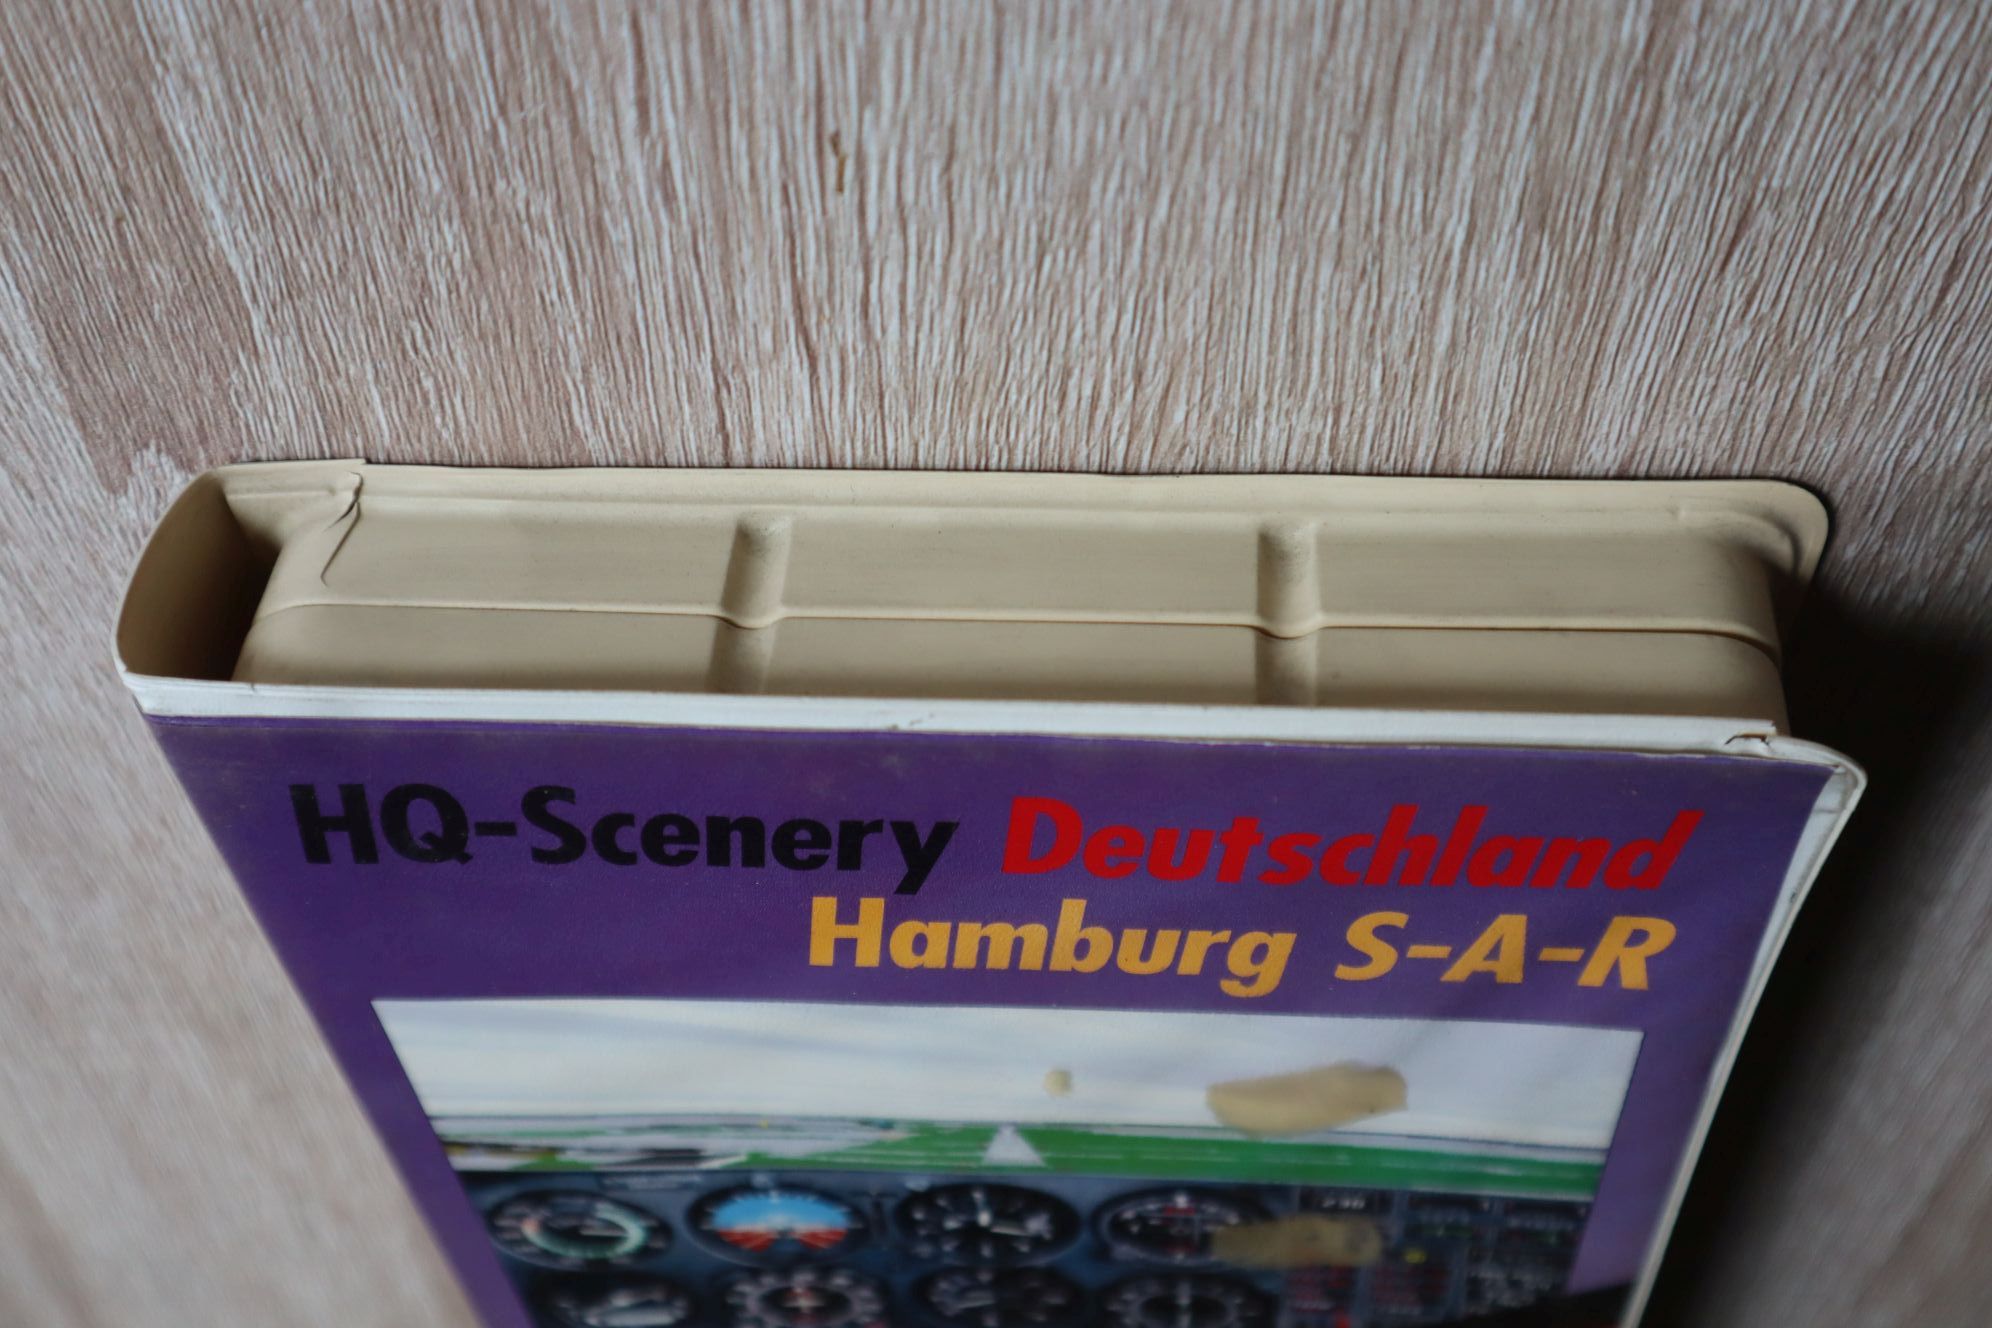 HQ-Scenery Deutschland
Hamburg S-A-R